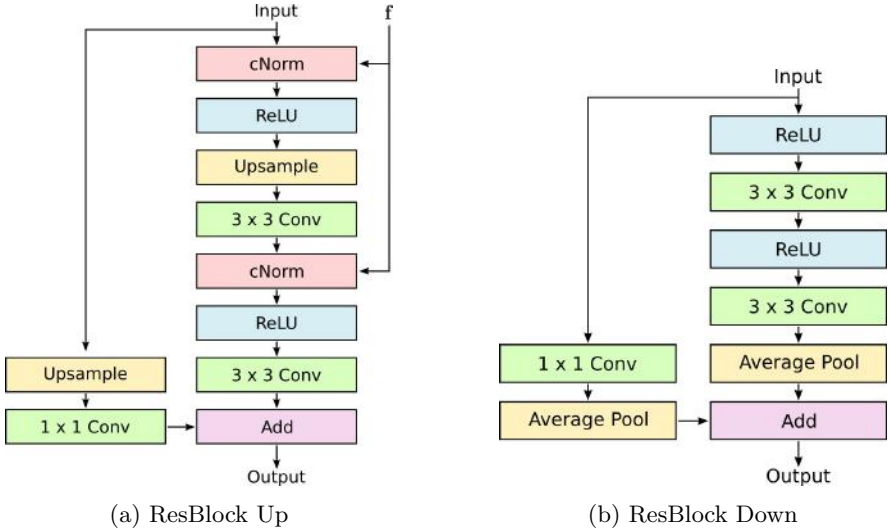 Input
f
cNorm
ReLU
Upsample
3 x 3 Conv
cNorm
ReLU
Upsample
3 x 3 Conv
1 x 1 Conv
Add
Output
(a) ResBlock Up
Input
ReLU
3 x 3 Conv
ReLU
3 x 3 Conv
1 x 1 Conv
Average Pool
Average Pool
Add
Output
(b) ResBlock Down